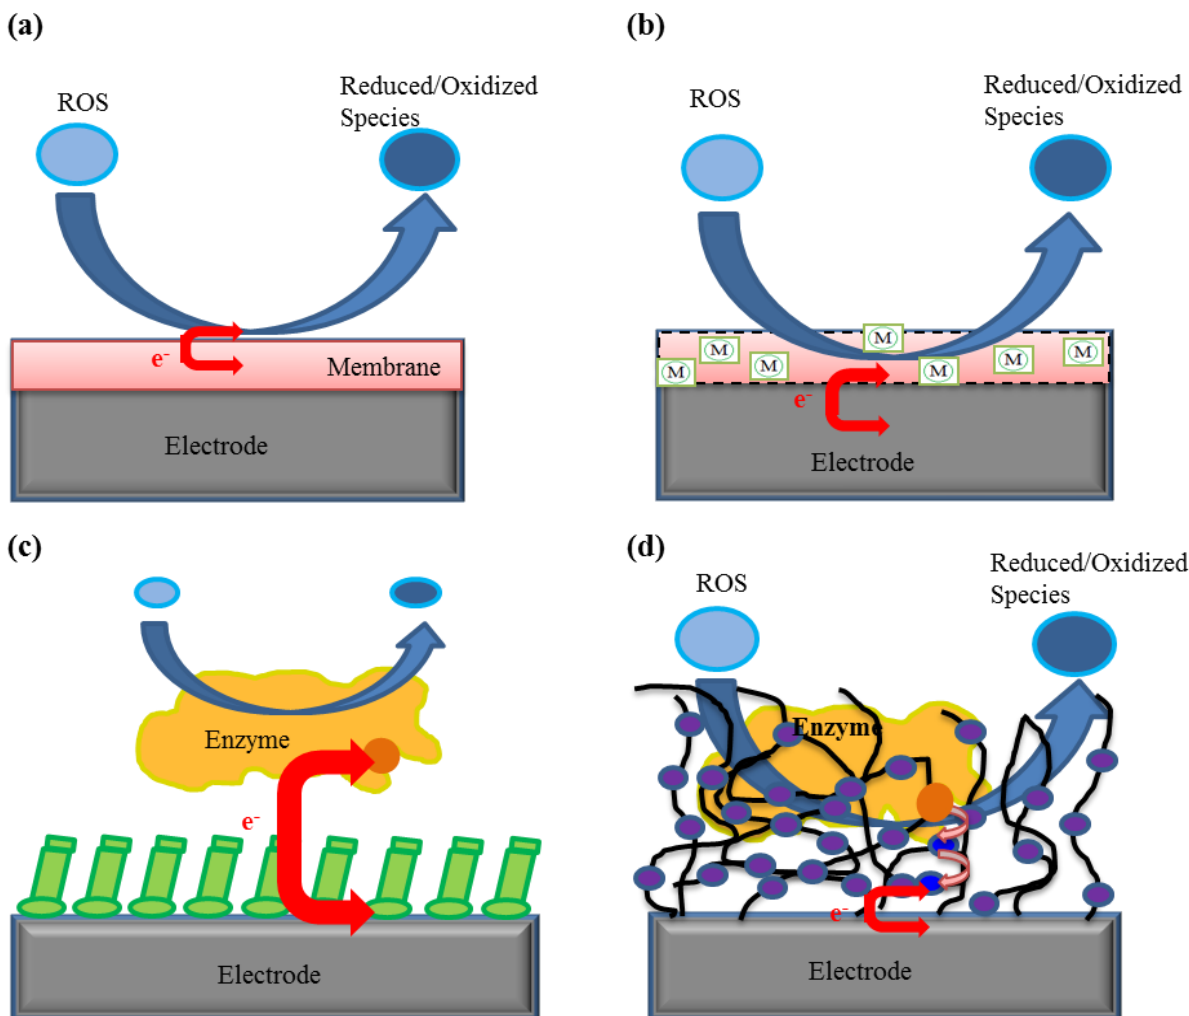 (a)
ROS
Reduced/Oxidized
Species
e-
Membrane
Electrode
(b)
ROS
Reduced/Oxidized
Species
M
M
M
M
M
M
M
e-
Electrode
(c)
Enzyme
e-
Electrode
(d)
ROS
Reduced/Oxidized
Species
Enzyme
e-
Electrode